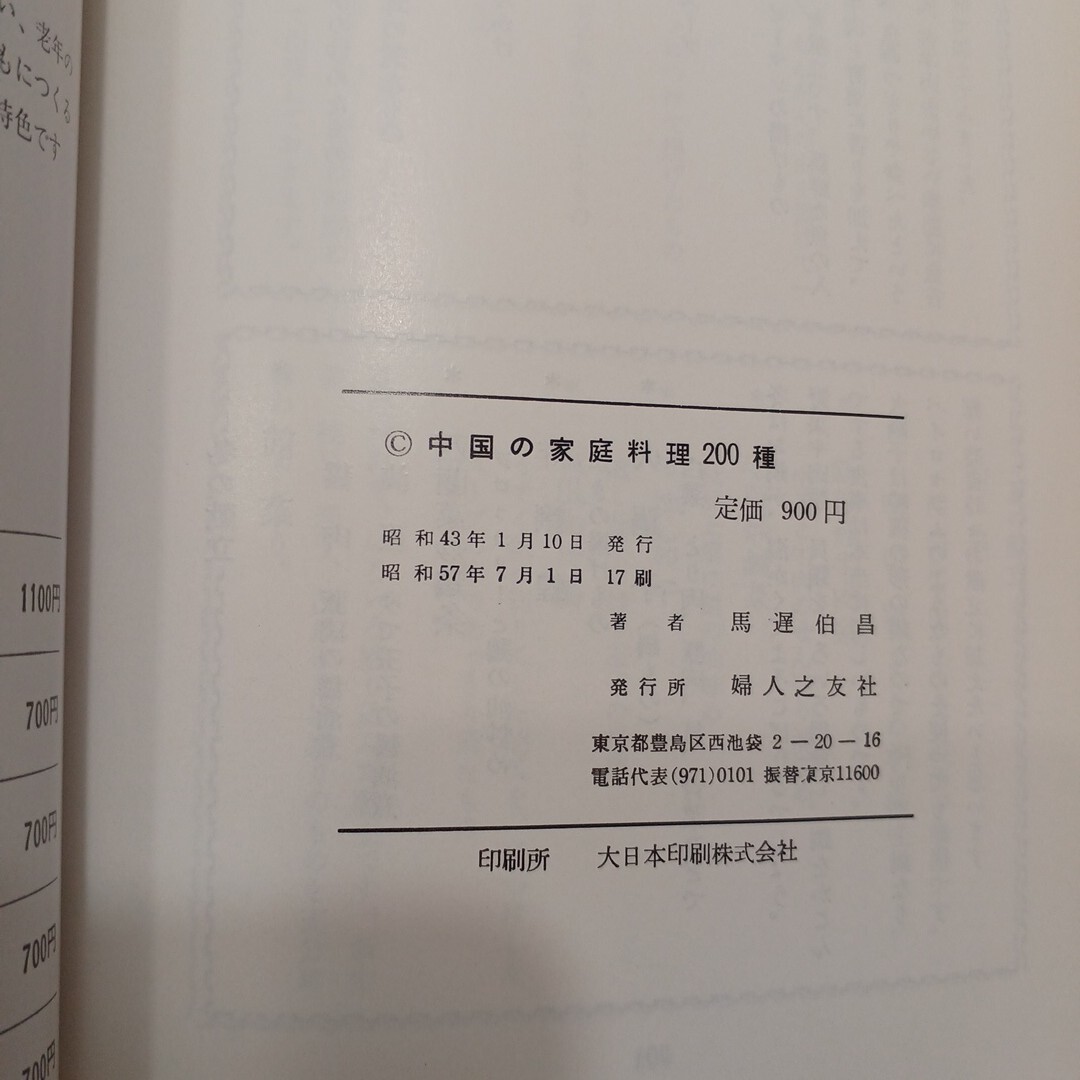 い、老年の
もにつくる
特色です
1100円
700円
700円
700円
700円
© 中国の家庭料理200種
定価 900円
昭和43年1月10日 発行
昭和57年7月1日 17刷
著者 馬遅伯昌
発行所 婦人之友社
東京都豊島区西池袋2−20−16
電話代表(971)0101 振替東京11600
印刷所 大日本印刷株式会社